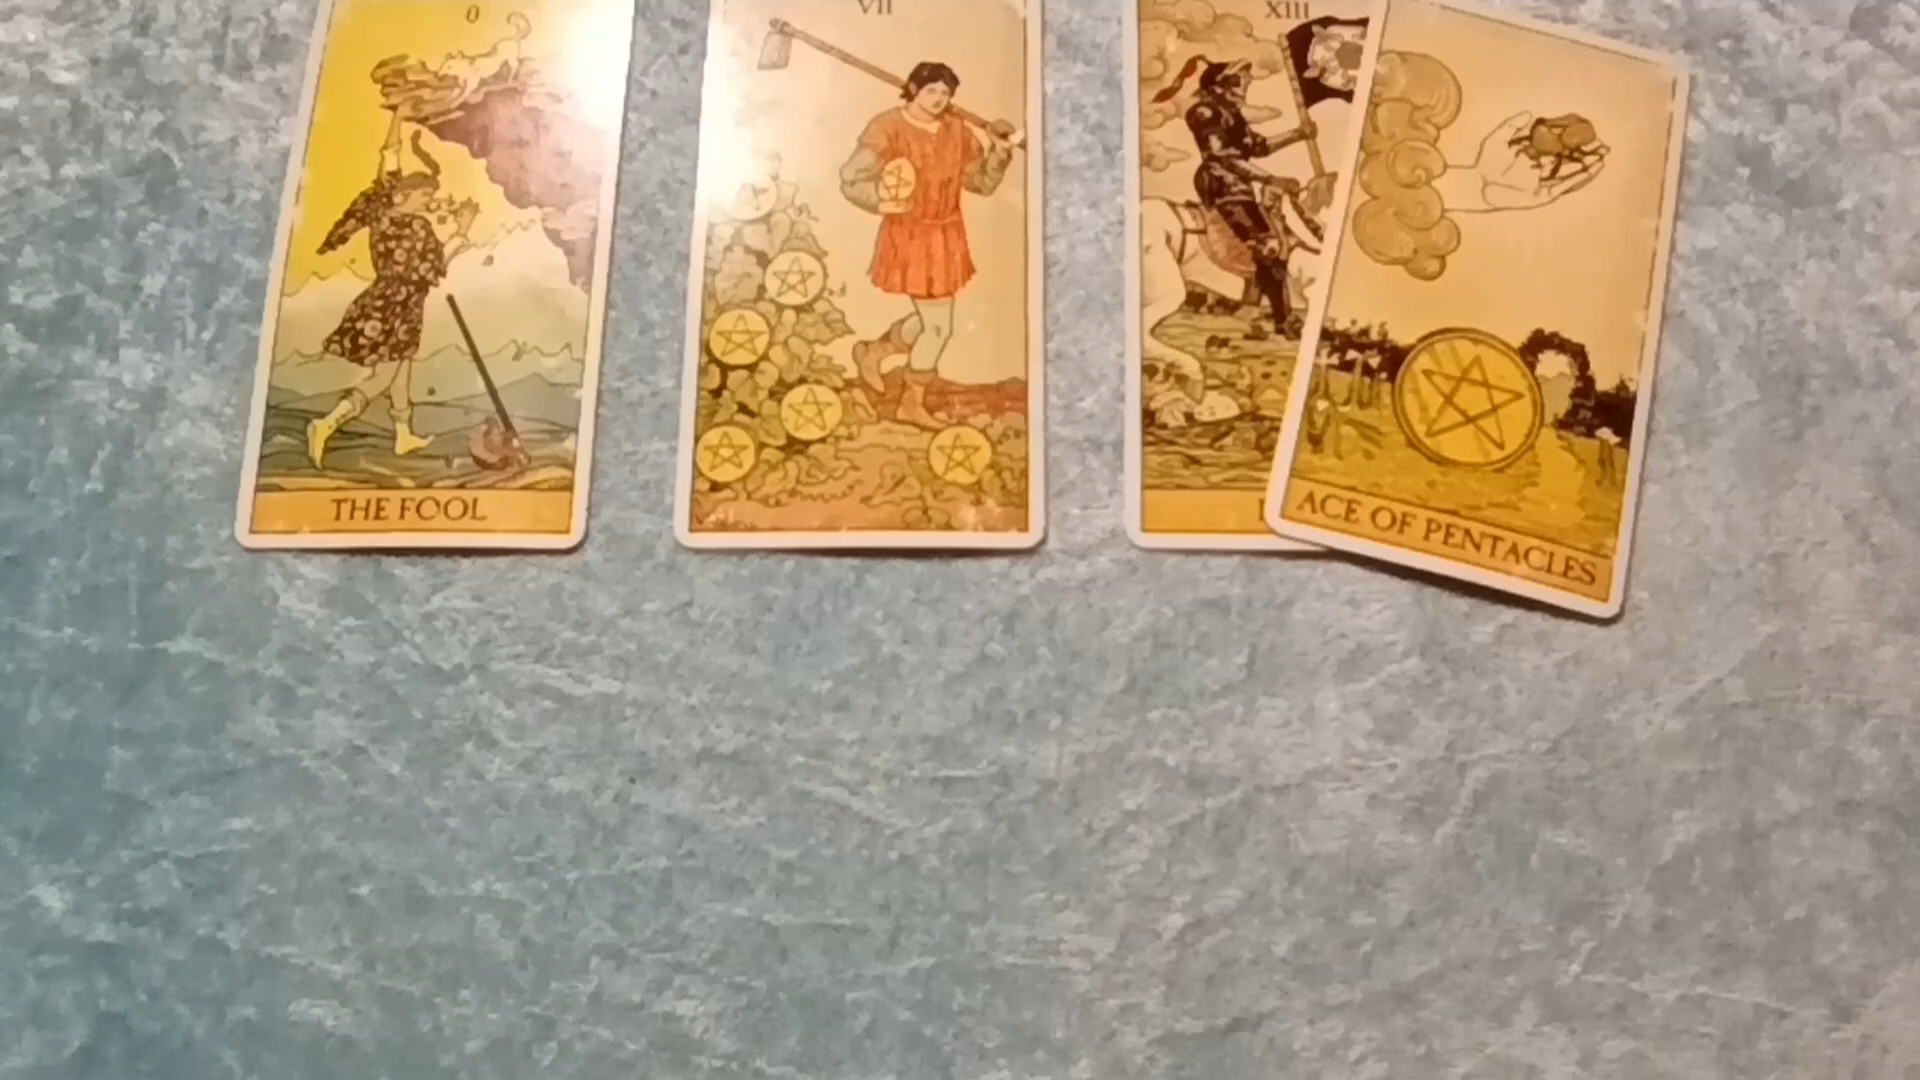 0
VII
XIII
THE FOOL
ACE OF PENTACLES